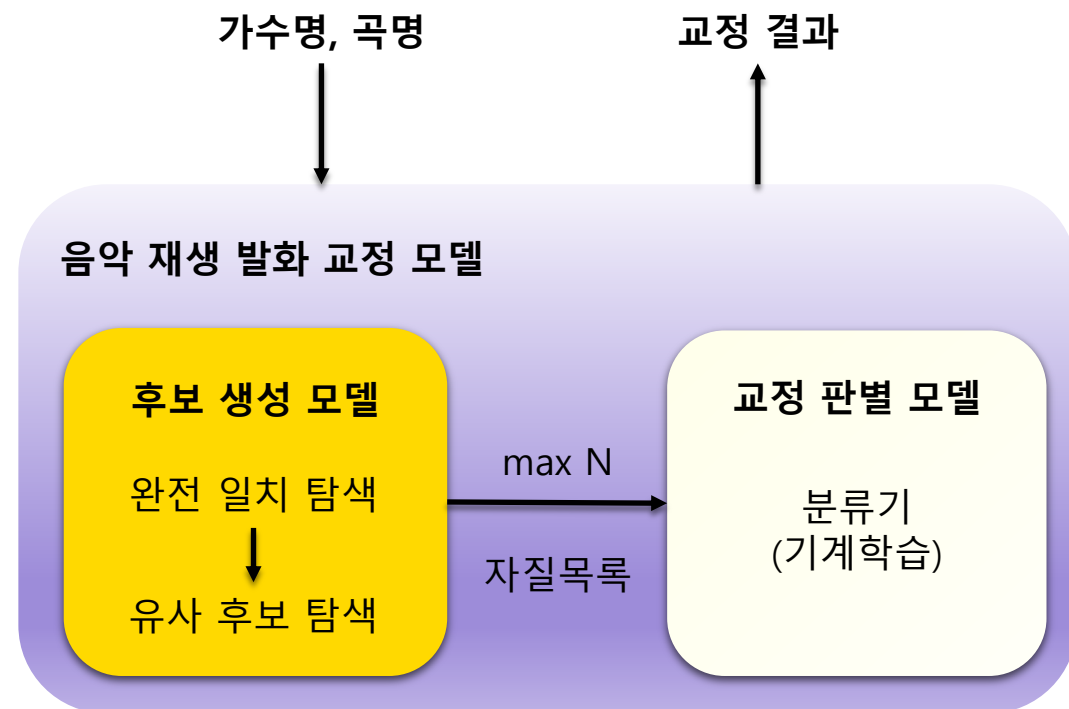 가수명, 곡명
교정 결과
음악 재생 발화 교정 모델
후보 생성 모델
완전 일치 탐색
유사 후보 탐색
max N
자질목록
교정 판별 모델
분류기
(기계학습)